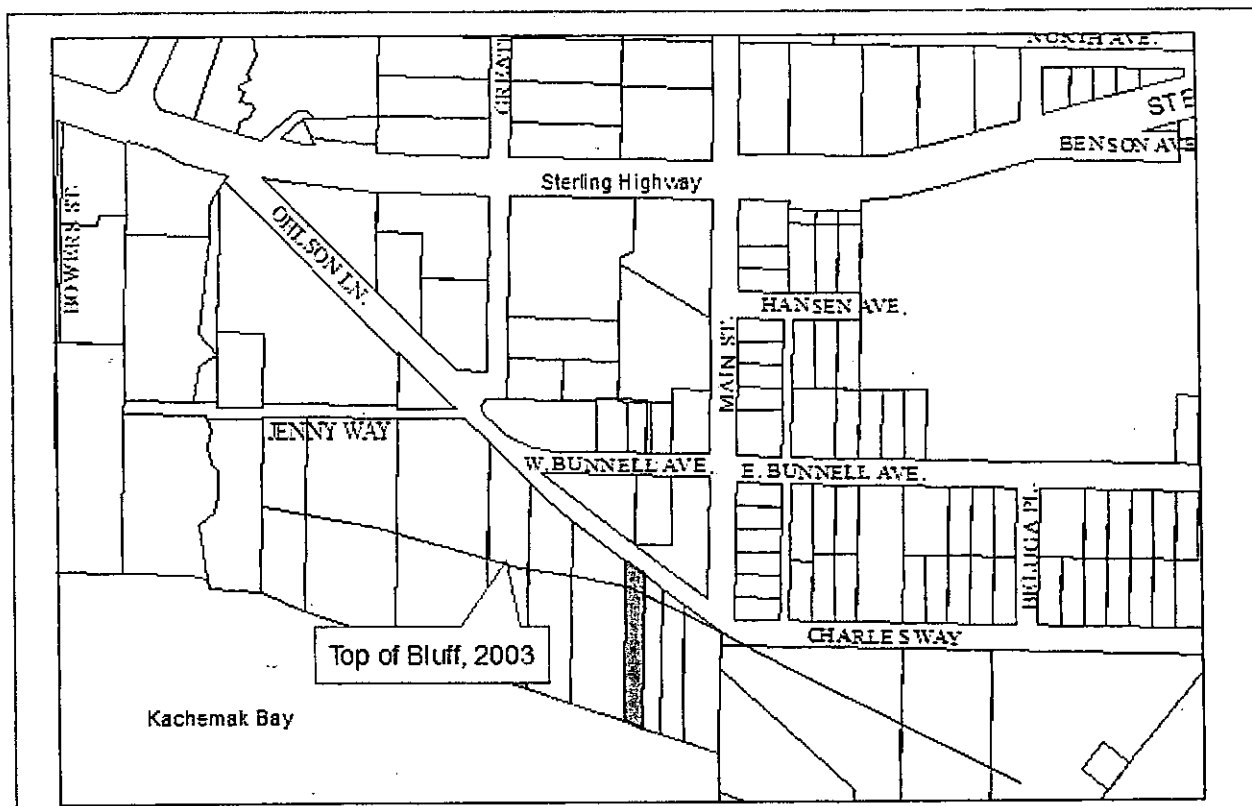 NORTH AVE.
GREAT
STE
BENSON AVE
Sterling Highway
BOWERS ST.
OHLSON LN.
HANSEN AVE.
MAIN ST.
JENNY WAY
W. BUNNELL AVE.
E. BUNNELL AVE.
BELUGA PL.
CHARLES WAY
Top of Bluff, 2003
Kachemak Bay